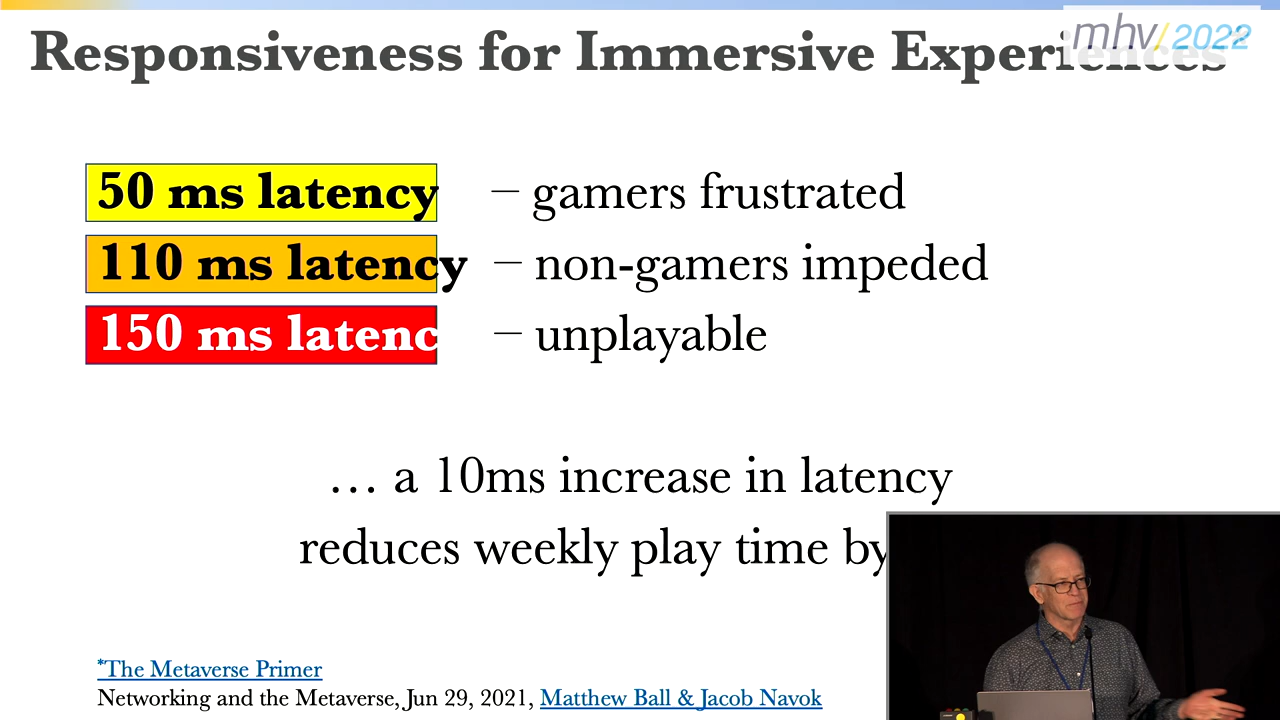 mhv/2022
Responsiveness for Immersive Experiences
50 ms latency – gamers frustrated
110 ms latency – non-gamers impeded
150 ms latenc – unplayable
… a 10ms increase in latency
reduces weekly play time by
*The Metaverse Primer
Networking and the Metaverse, Jun 29, 2021, Matthew Ball & Jacob Navok